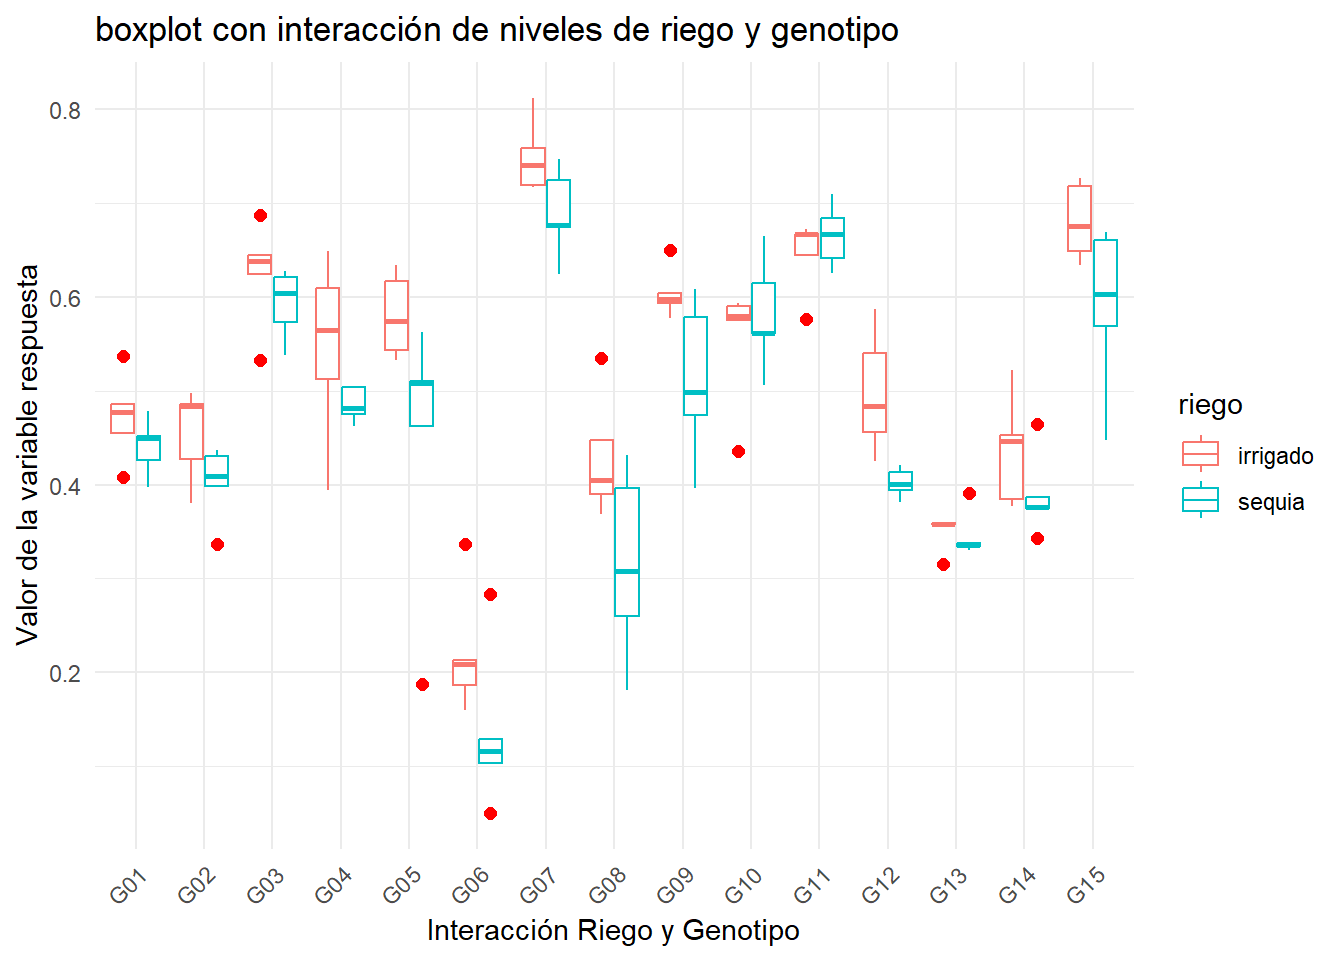 boxplot con interacción de niveles de riego y genotipo
Valor de la variable respuesta
0.8
0.6
0.4
0.2
G01
G02
G03
G04
G05
G06
G07
G08
G09
G10
G11
G12
G13
G14
G15
Interacción Riego y Genotipo
riego
irrigado
sequia